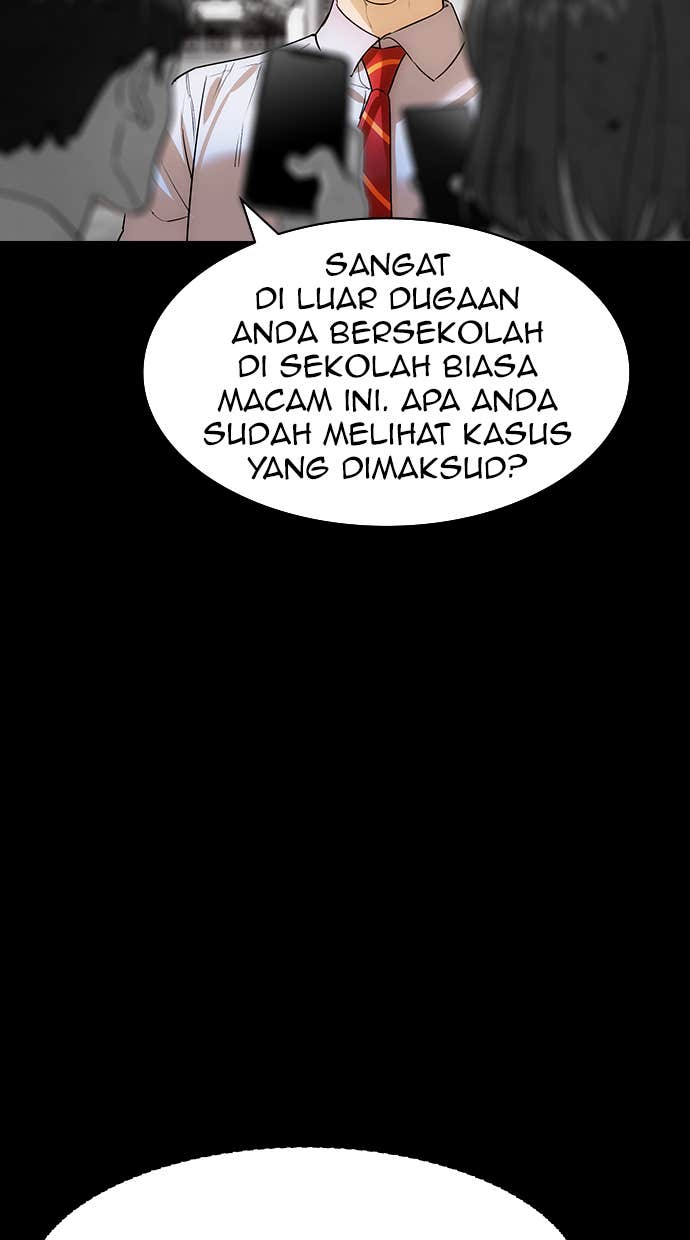 SANGAT
DI LUAR DUGAAN
ANDA BERSEKOLAH
DI SEKOLAH BIASA
MACAM INI. APA ANDA
SUDAH MELIHAT KASUS
YANG DIMAKSUD?